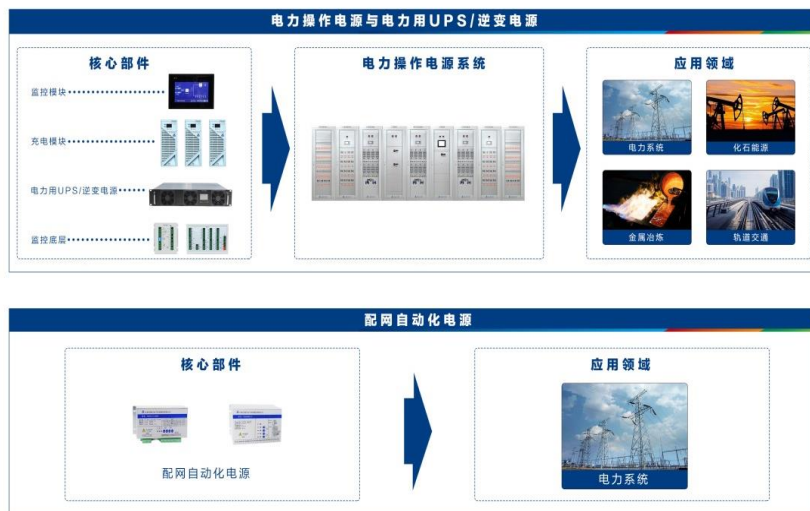 电力操作电源与电力用UPS/逆变电源
核心部件
监控模块
充电模块
电力用UPS/逆变电源
监控底层
电力操作电源系统
应用领域
电力系统
化石能源
金属冶炼
轨道交通
配网自动化电源
核心部件
配网自动化电源
应用领域
电力系统